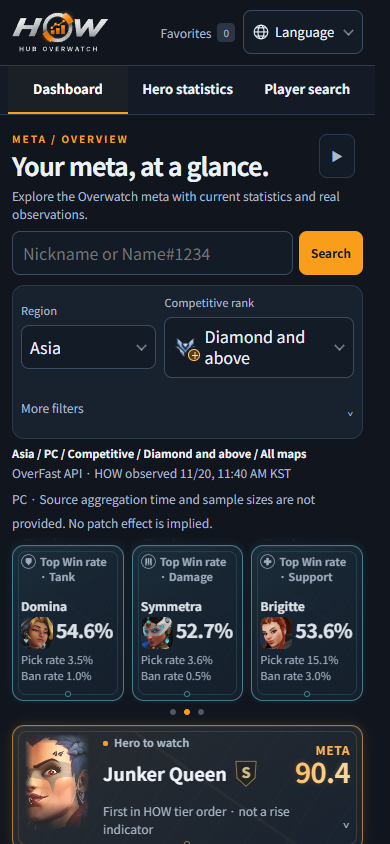 HOW
HUB OVERWATCH
Favorites 0
Language
Dashboard
Hero statistics
Player search
META / OVERVIEW
Your meta, at a glance.
Explore the Overwatch meta with current statistics and real
observations.
Nickname or Name#1234
Search
Region
Competitive rank
Asia
Diamond and
above
More filters
Asia / PC / Competitive / Diamond and above / All maps
OverFast API · HOW observed 11/20, 11:40 AM KST
PC · Source aggregation time and sample sizes are not
provided. No patch effect is implied.
Top Win rate
· Tank
Domina
54.6%
Pick rate 3.5%
Ban rate 1.0%
Top Win rate
· Damage
Symmetra
52.7%
Pick rate 3.6%
Ban rate 0.5%
Top Win rate
· Support
Brigitte
53.6%
Pick rate 15.1%
Ban rate 3.0%
Hero to watch
Junker Queen S
META
90.4
First in HOW tier order · not a rise
indicator